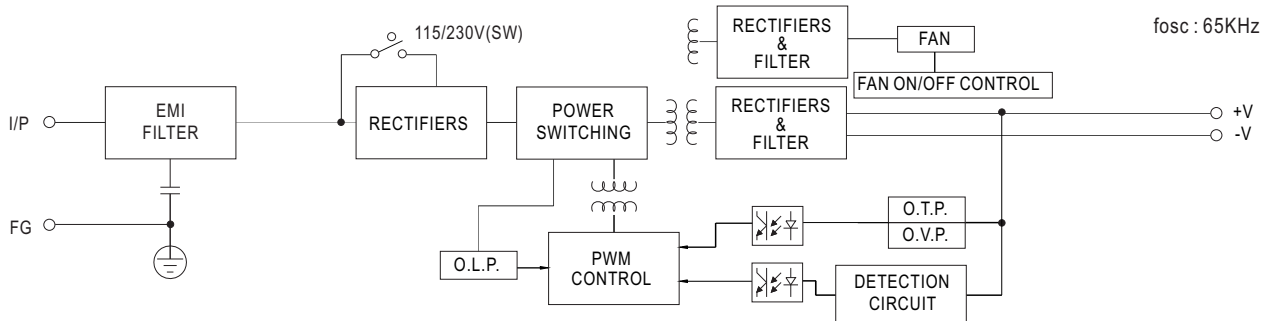 115/230V(SW)
RECTIFIERS
&
FILTER
FAN
fosc : 65KHz
FAN ON/OFF CONTROL
I/P
EMI
FILTER
RECTIFIERS
POWER
SWITCHING
RECTIFIERS
&
FILTER
+V
-V
FG
O.L.P.
PWM
CONTROL
O.T.P.
O.V.P.
DETECTION
CIRCUIT